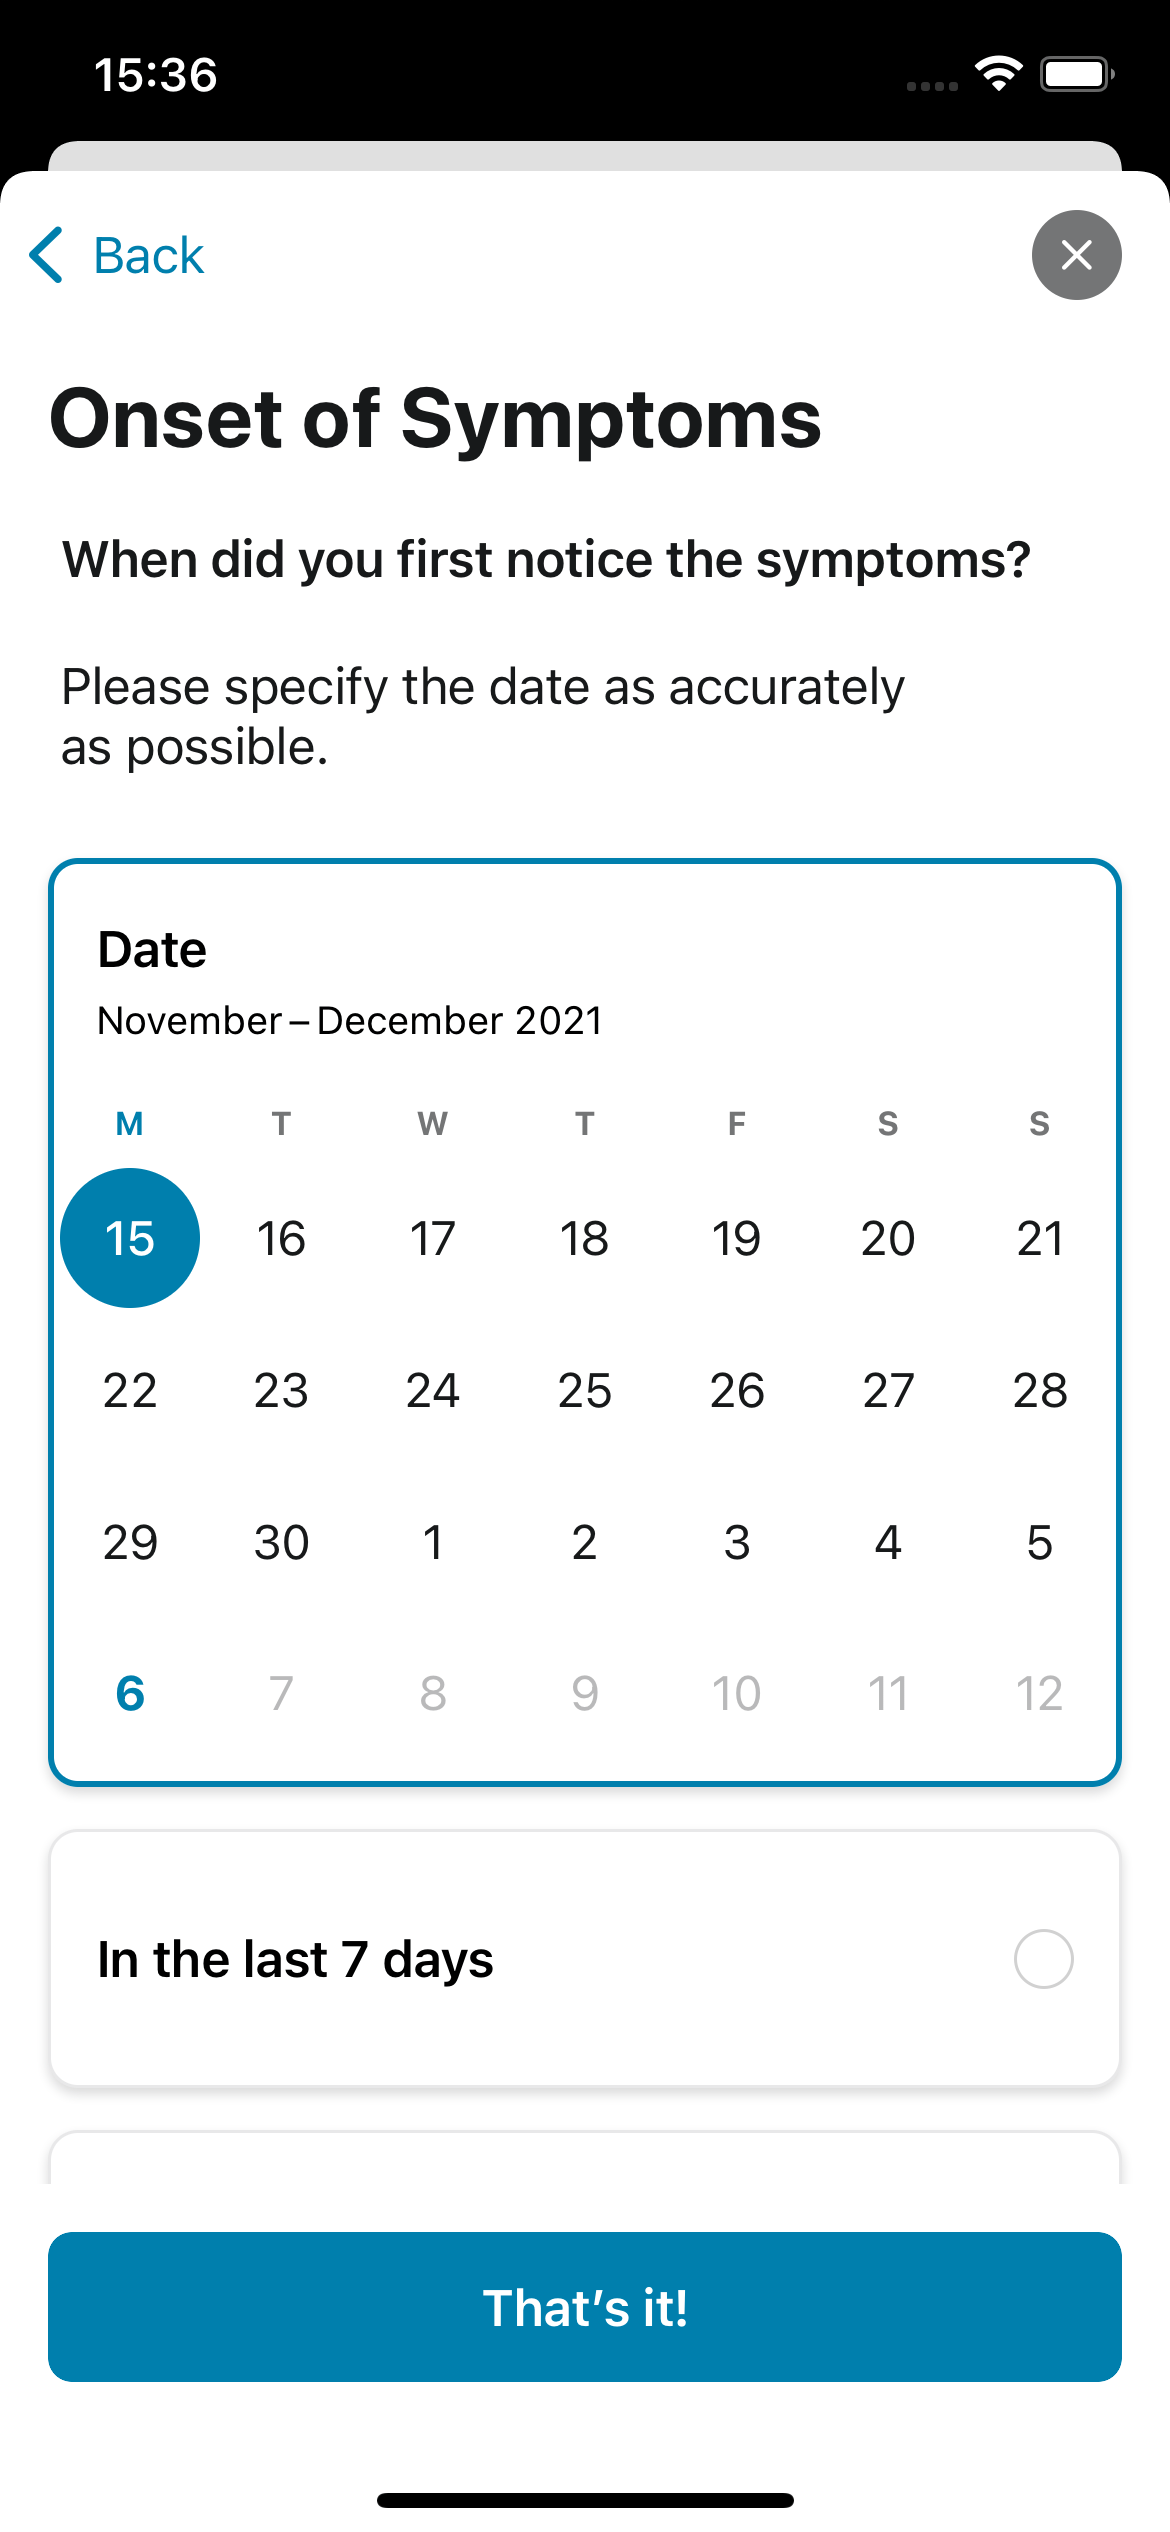 15:36
Back
Onset of Symptoms
When did you first notice the symptoms?
Please specify the date as accurately
as possible.
Date
November – December 2021
M T W T F S S
15 16 17 18 19 20 21
22 23 24 25 26 27 28
29 30 1 2 3 4 5
6 7 8 9 10 11 12
In the last 7 days
That’s it!